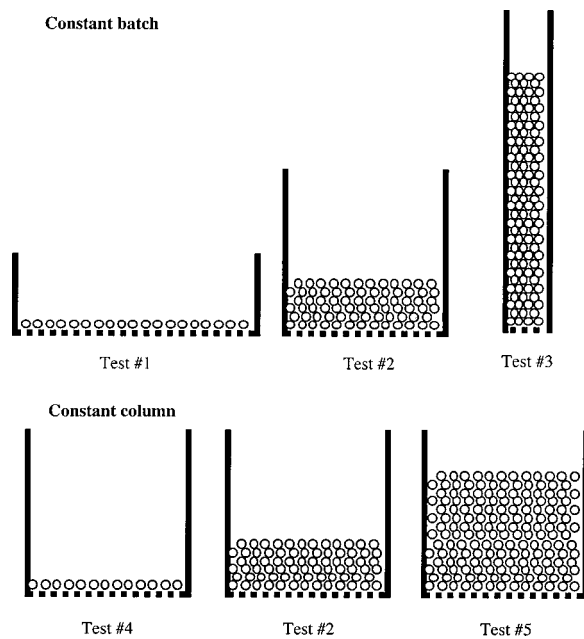 Constant batch
Test #1
Test #2
Test #3
Constant column
Test #4
Test #2
Test #5